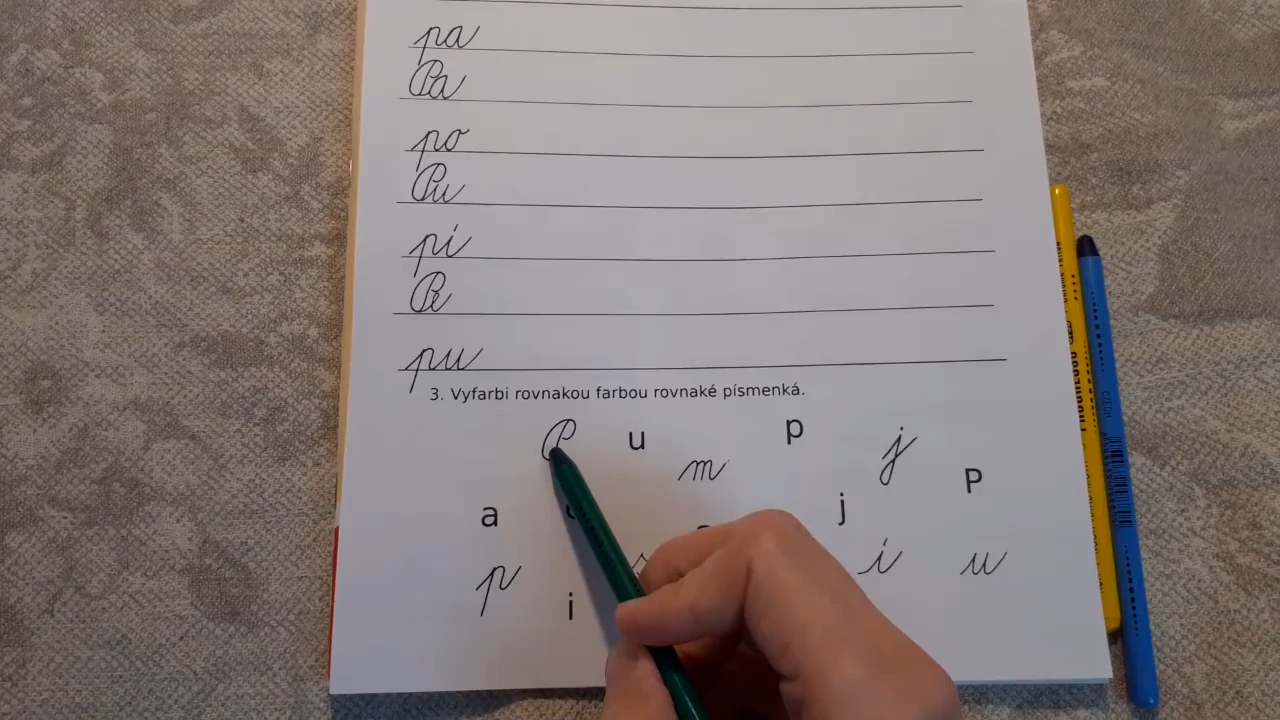 pa
Pa
po
Pu
pi
Pi
pu
3. Vyfarbi rovnakou farbou rovnaké písmenká.
P u p j
m P
a j
p i i u